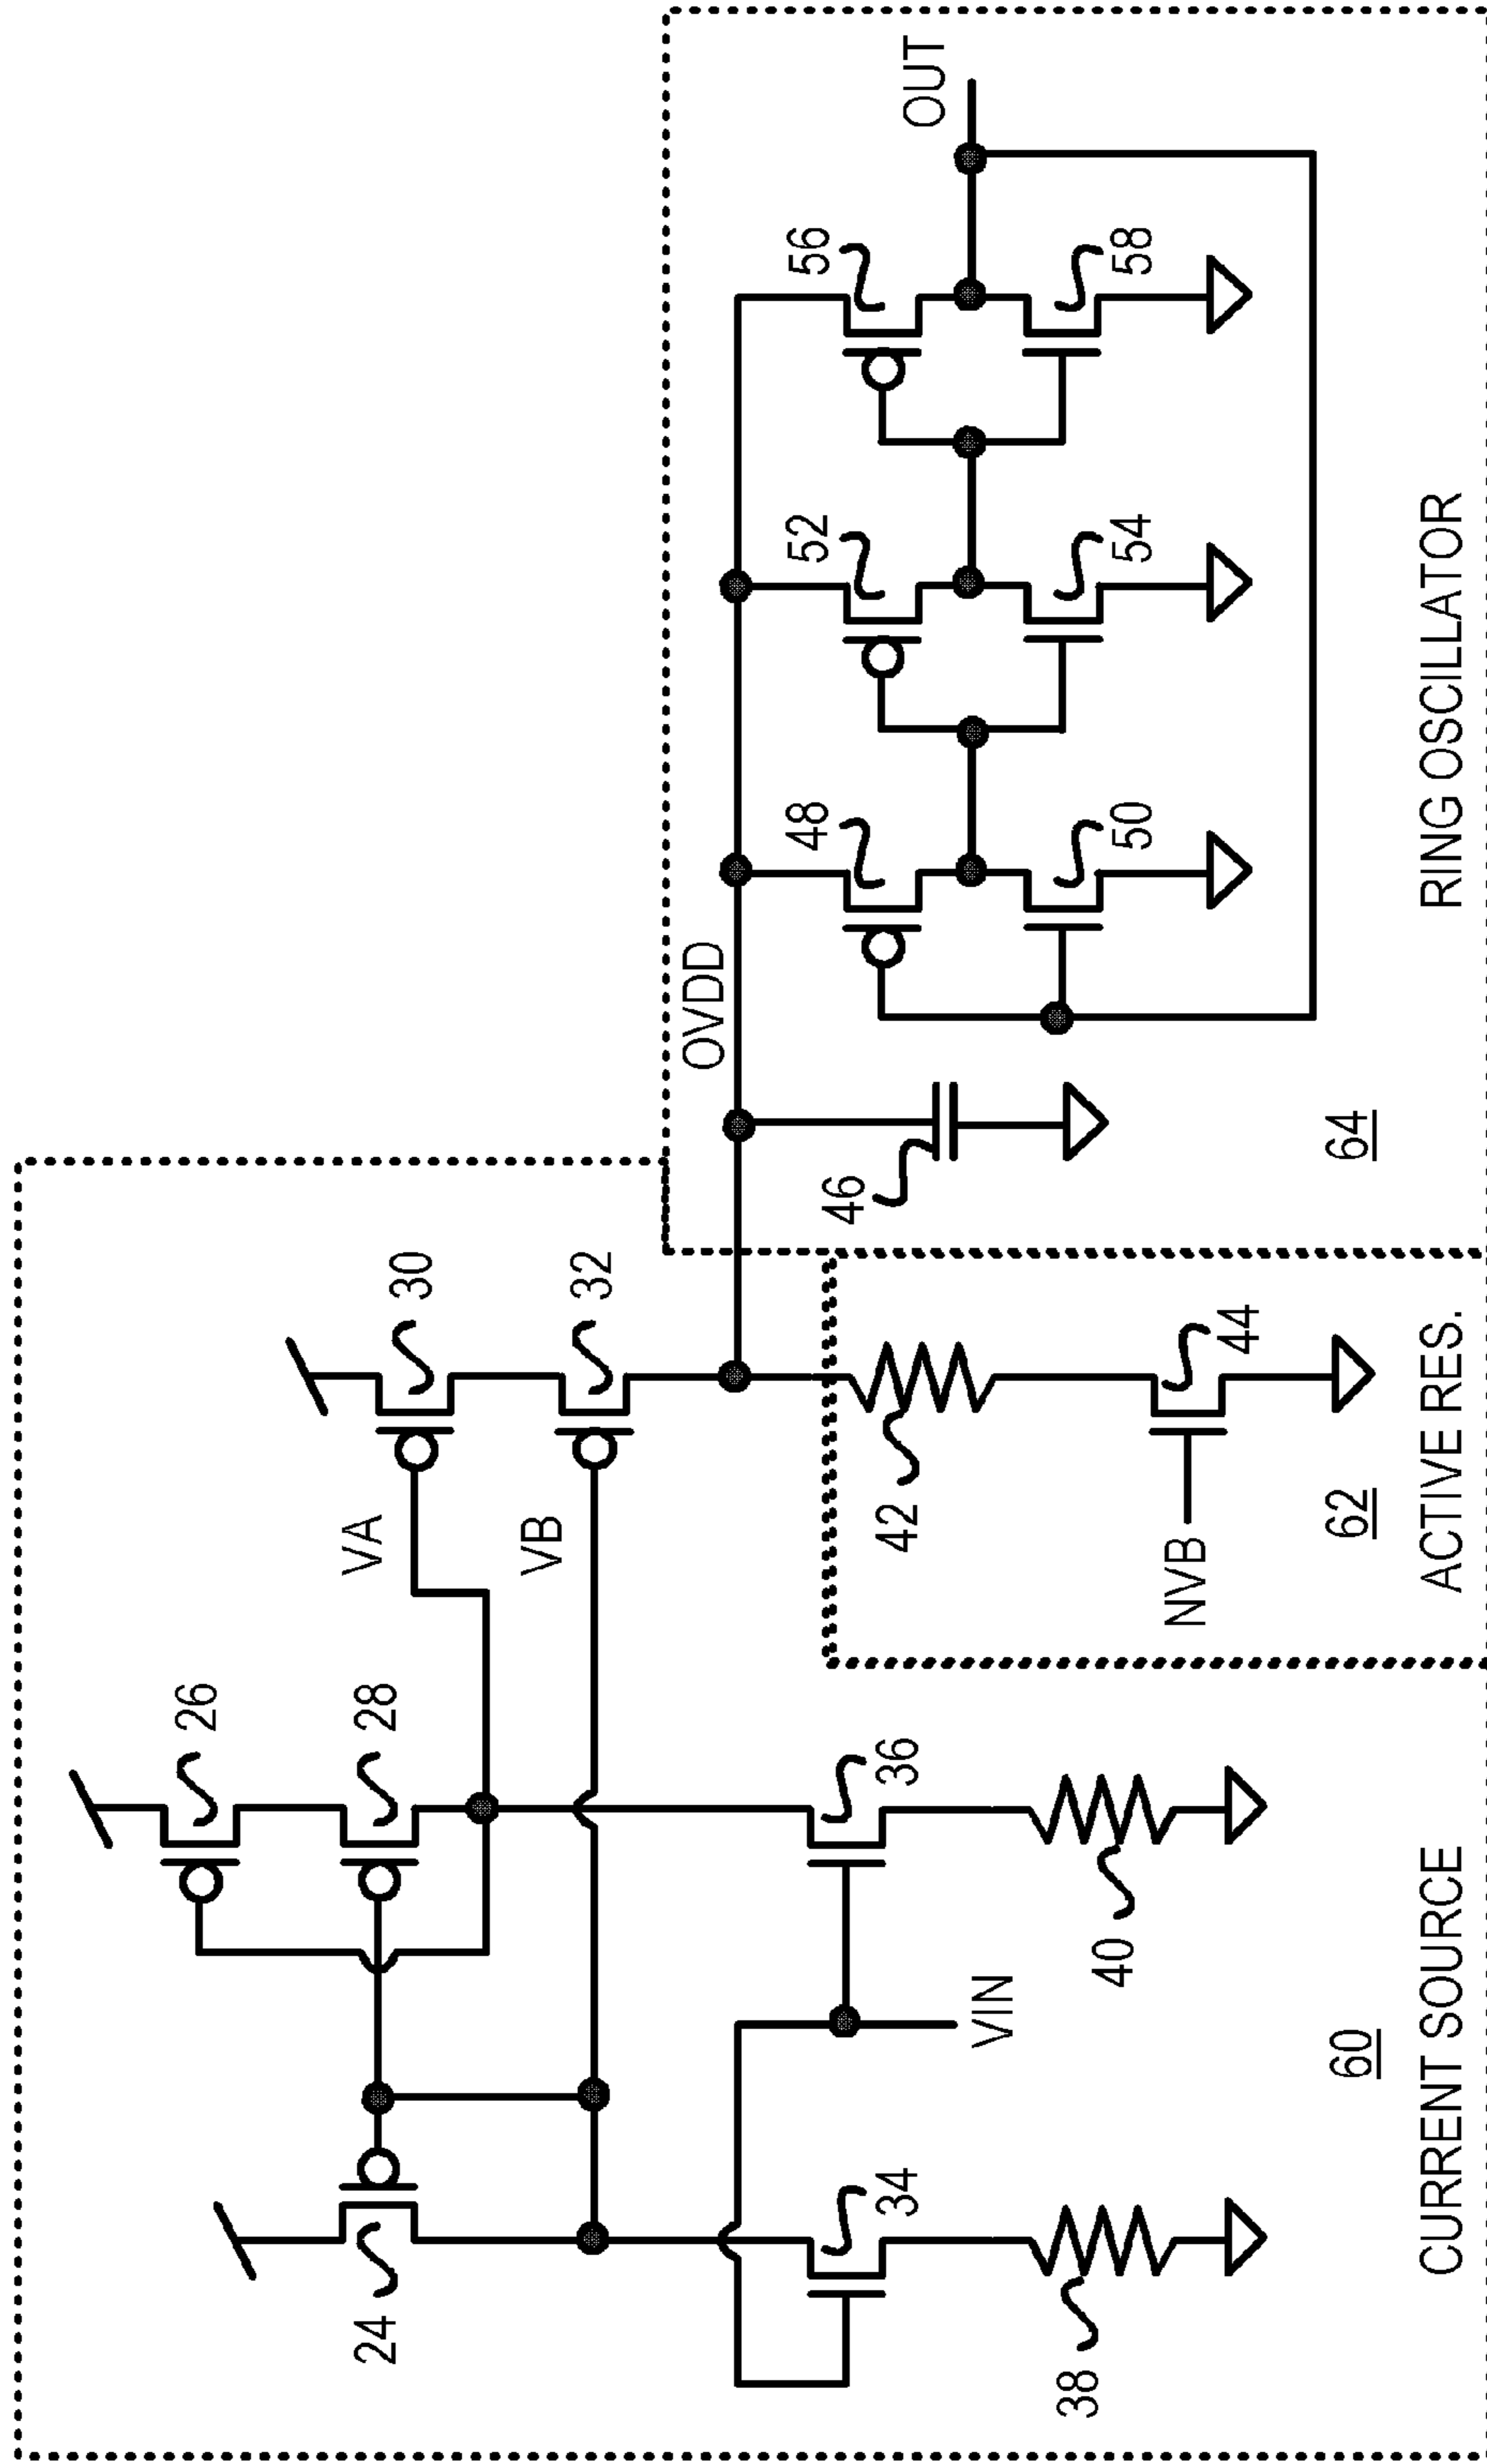 26
30
24
28
VA
32
VB
OVDD
48
52
56
OUT
34
36
42
46
50
54
58
VIN
NVB
44
38
40
60
62
64
CURRENT SOURCE
ACTIVE RES.
RING OSCILLATOR